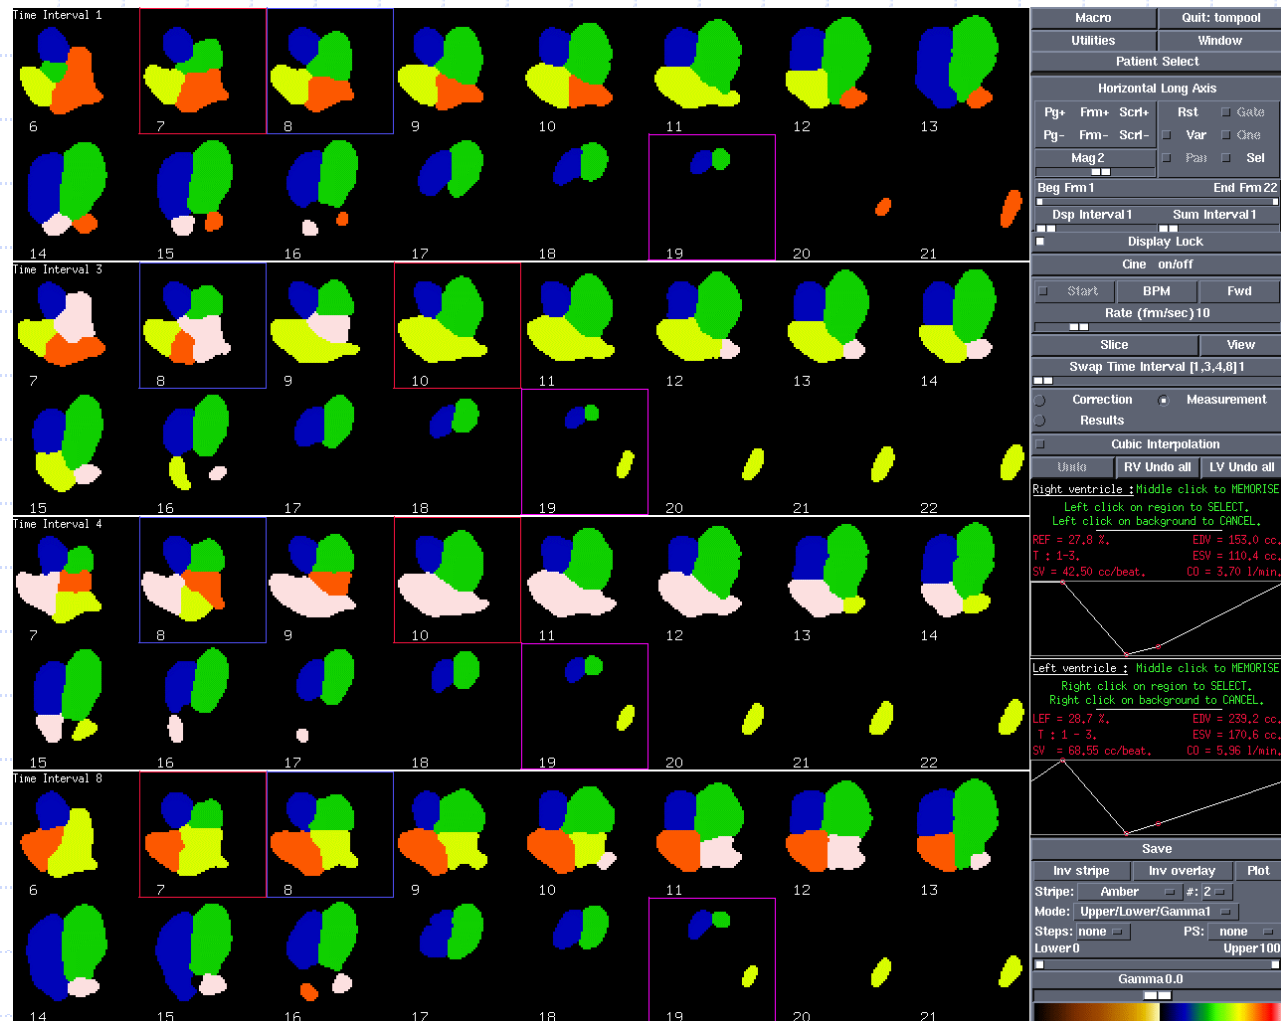 Time Interval 1
6 7 8 9 10 11 12 13
14 15 16 17 18 19 20 21
Time Interval 3
7 8 9 10 11 12 13 14
15 16 17 18 19 20 21 22
Time Interval 4
7 8 9 10 11 12 13 14
15 16 17 18 19 20 21 22
Time Interval 8
6 7 8 9 10 11 12 13
14 15 16 17 18 19 20 21
Macro Quit: tompool
Utilities Window
Patient Select
Horizontal Long Axis
Pg+ Frm+ Scrl+ Rst Gate
Pg- Frm- Scrl- Var One
Mag 2 Pan Sel
Beg Frm 1 End Frm 22
Dsp Interval 1 Sum Interval 1
Display Lock
Cine on/off
Start BPM Fwd
Rate (frm/sec) 10
Slice View
Swap Time Interval [1,3,4,8] 1
Correction Measurement
Results
Cubic Interpolation
Undo RV Undo all LV Undo all
Right ventricle : Middle click to MEMORISE
Left click on region to SELECT.
Left click on background to CANCEL.
REF = 27.8 %. EDV = 153.0 cc.
T : 1-3. ESV = 110.4 cc.
SV = 42.50 cc/beat. CO = 3.70 l/min.
Left ventricle : Middle click to MEMORISE
Right click on region to SELECT.
Right click on background to CANCEL.
LEF = 28.7 %. EDV = 239.2 cc.
T : 1 - 3. ESV = 170.6 cc.
SV = 68.55 cc/beat. CO = 5.96 l/min.
Save
Inv stripe Inv overlay Plot
Stripe: Amber #: 2
Mode: Upper/Lower/Gamma1
Steps: none PS: none
Lower 0 Upper 100
Gamma 0.0